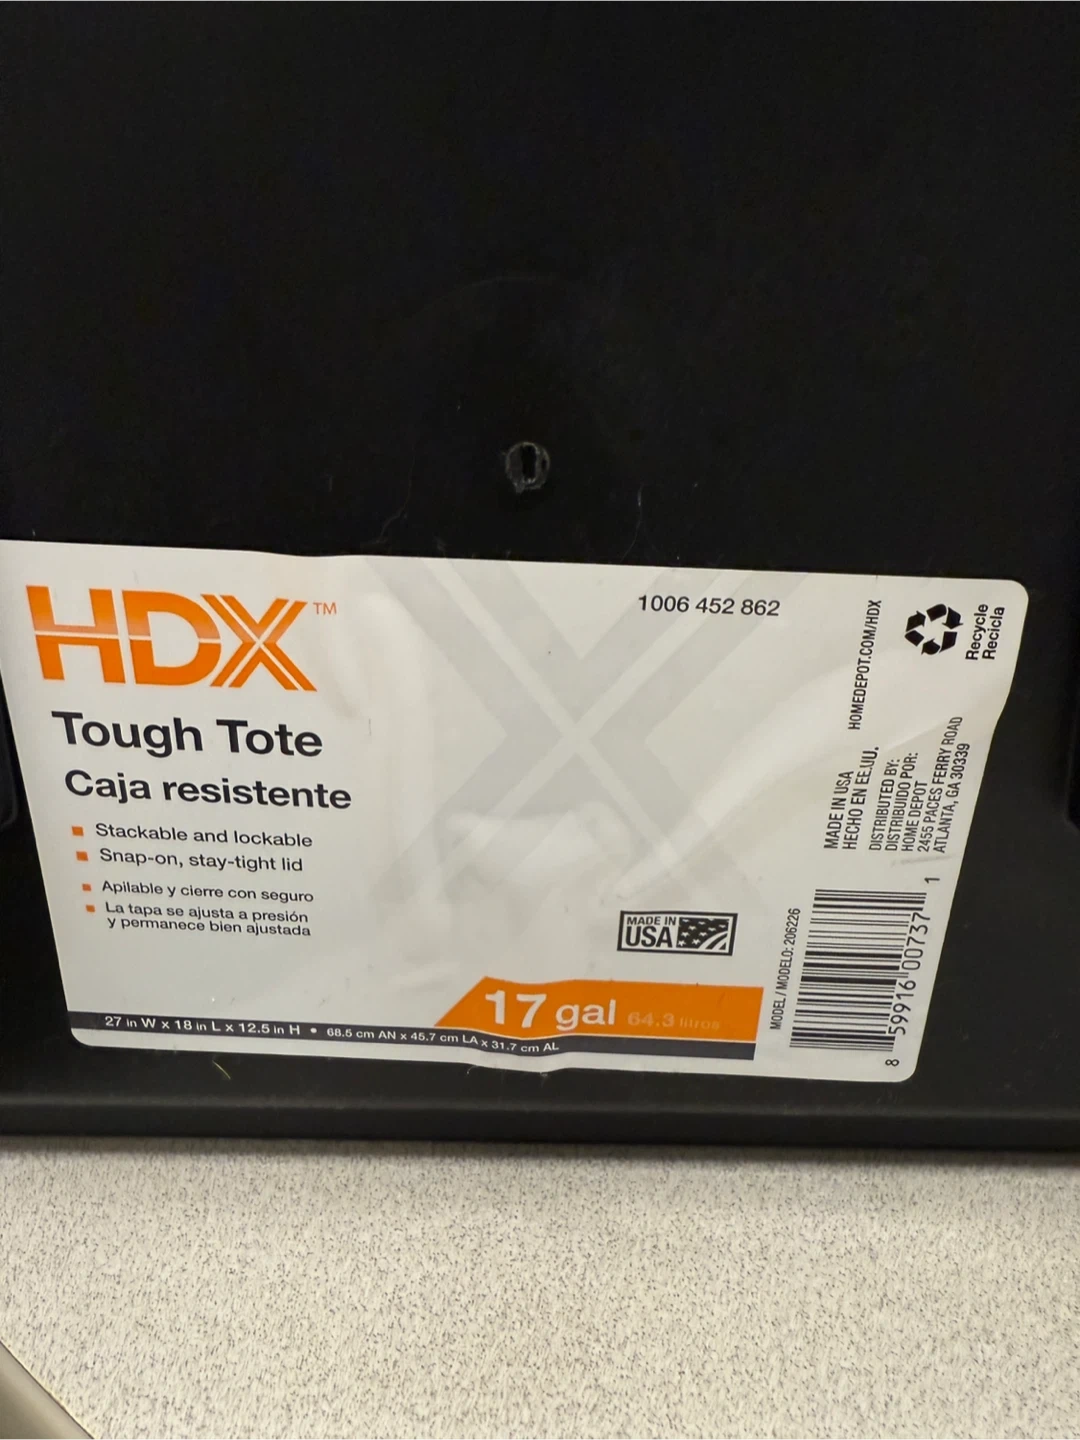 HDX™
1006 452 862
Tough Tote
Caja resistente
Stackable and lockable
Snap-on, stay-tight lid
Apilable y cierre con seguro
La tapa se ajusta a presión
y permanece bien ajustada
MADE IN
USA
17 gal 64.3 litros
27 in W x 18 in L x 12.5 in H • 68.5 cm AN x 45.7 cm LA x 31.7 cm AL
MODEL / MODELO: 206226
8 59916 00737 1
MADE IN USA
HECHO EN EE.UU.
HOMEDEPOT.COM/HDX
DISTRIBUTED BY:
DISTRIBUIDO POR:
HOME DEPOT
2455 PACES FERRY ROAD
ATLANTA, GA 30339
Recycle
Recicla